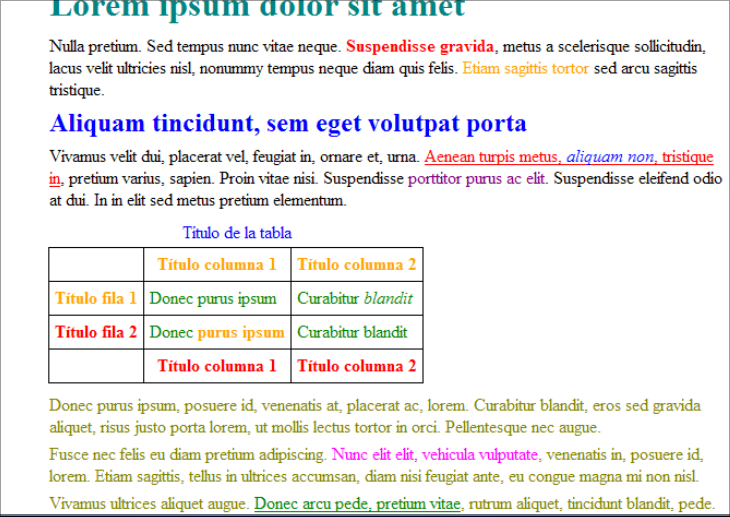 Lorem ipsum dolor sit amet
Nulla pretium. Sed tempus nunc vitae neque. Suspendisse gravida, metus a scelerisque sollicitudin,
lacus velit ultricies nisl, nonummy tempus neque diam quis felis. Etiam sagittis tortor sed arcu sagittis
tristique.
Aliquam tincidunt, sem eget volutpat porta
Vivamus velit dui, placerat vel, feugiat in, ornare et, urna. Aenean turpis metus, aliquam non, tristique
in, pretium varius, sapien. Proin vitae nisi. Suspendisse porttitor purus ac elit. Suspendisse eleifend odio
at dui. In in elit sed metus pretium elementum.
Título de la tabla
Título columna 1 Título columna 2
Título fila 1 Donec purus ipsum Curabitur blandit
Título fila 2 Donec purus ipsum Curabitur blandit
Título columna 1 Título columna 2
Donec purus ipsum, posuere id, venenatis at, placerat ac, lorem. Curabitur blandit, eros sed gravida
aliquet, risus justo porta lorem, ut mollis lectus tortor in orci. Pellentesque nec augue.
Fusce nec felis eu diam pretium adipiscing. Nunc elit elit, vehicula vulputate, venenatis in, posuere id,
lorem. Etiam sagittis, tellus in ultrices accumsan, diam nisi feugiat ante, eu congue magna mi non nisl.
Vivamus ultrices aliquet augue. Donec arcu pede, pretium vitae, rutrum aliquet, tincidunt blandit, pede.